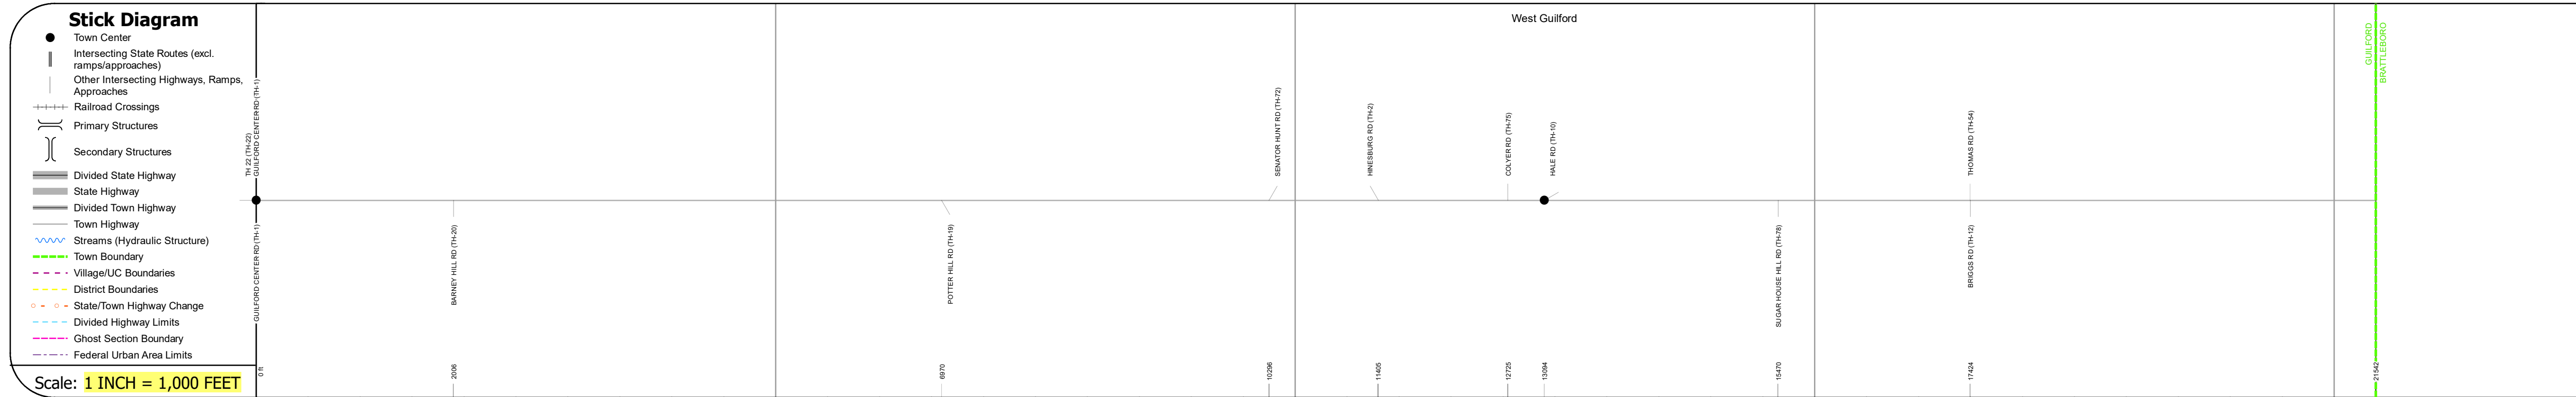 Stick Diagram
Town Center
Intersecting State Routes (excl.
ramps/approaches)
Other Intersecting Highways, Ramps,
Approaches
Railroad Crossings
Primary Structures
Secondary Structures
Divided State Highway
State Highway
Divided Town Highway
Town Highway
Streams (Hydraulic Structure)
Town Boundary
Village/UC Boundaries
District Boundaries
State/Town Highway Change
Divided Highway Limits
Ghost Section Boundary
Federal Urban Area Limits
Scale: 1 INCH = 1,000 FEET
West Guilford
TH 22 (TH-22)
GUILFORD CENTER RD (TH-1)
SENATOR HUNT RD (TH-72)
HINESBURG RD (TH-2)
COLYER RD (TH-75)
HALE RD (TH-10)
THOMAS RD (TH-54)
GUILFORD
BRATTLEBORO
GUILFORD CENTER RD (TH-1)
BARNEY HILL RD (TH-20)
POTTER HILL RD (TH-19)
SUGAR HOUSE HILL RD (TH-78)
BRIGGS RD (TH-12)
0 ft
2006
6970
10296
11405
12725
13094
15470
17424
21542